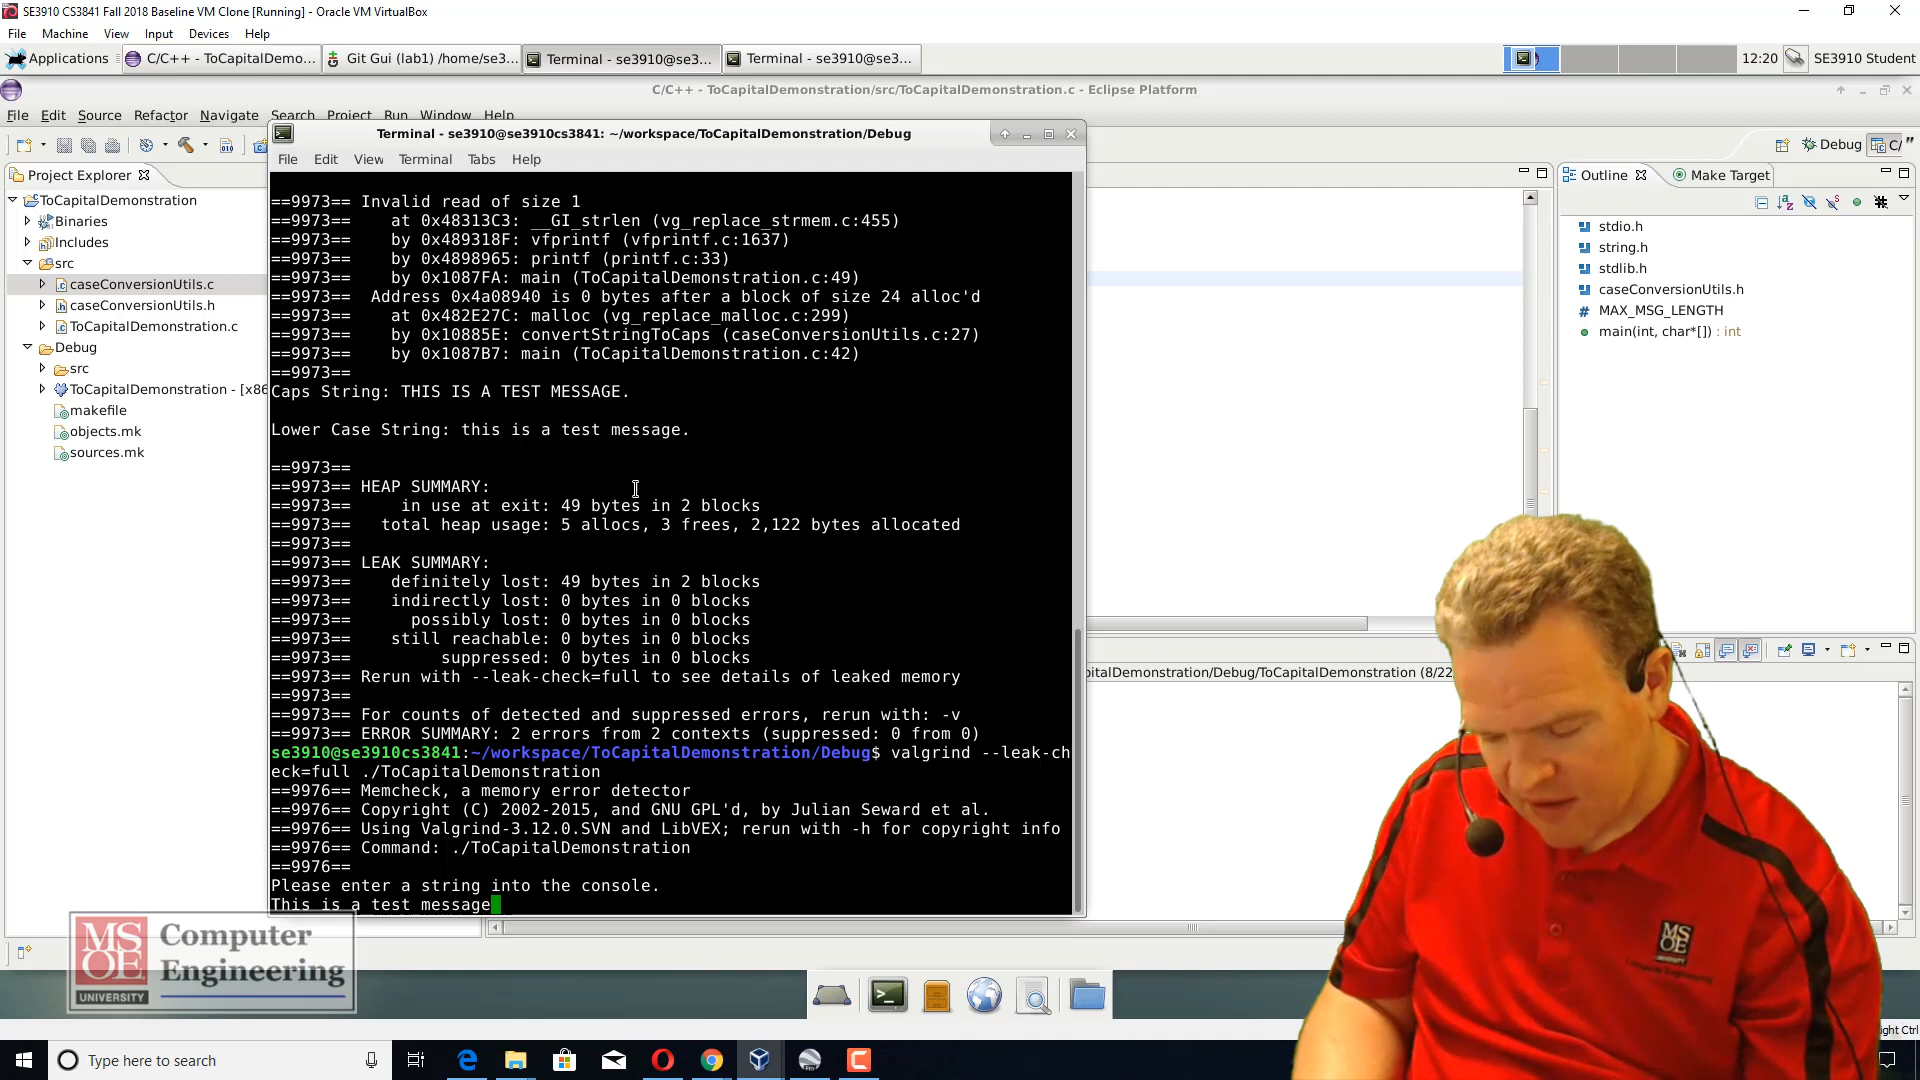 SE3910 CS3841 Fall 2018 Baseline VM Clone [Running] - Oracle VM VirtualBox
File Machine View Input Devices Help
Applications C/C++ - ToCapitalDemo... Git Gui (lab1) /home/se3... Terminal - se3910@se3... Terminal - se3910@se3... 12:20 SE3910 Student
C/C++ - ToCapitalDemonstration/src/ToCapitalDemonstration.c - Eclipse Platform
File Edit Source Refactor Navigate Search Project Run Window Help
Terminal - se3910@se3910cs3841: ~/workspace/ToCapitalDemonstration/Debug
Debug C/ "
File Edit View Terminal Tabs Help
Project Explorer
ToCapitalDemonstration
Binaries
Includes
src
caseConversionUtils.c
caseConversionUtils.h
ToCapitalDemonstration.c
Debug
src
ToCapitalDemonstration - [x86
makefile
objects.mk
sources.mk
==9973== Invalid read of size 1
==9973==    at 0x48313C3: __GI_strlen (vg_replace_strmem.c:455)
==9973==    by 0x489318F: vfprintf (vfprintf.c:1637)
==9973==    by 0x4898965: printf (printf.c:33)
==9973==    by 0x1087FA: main (ToCapitalDemonstration.c:49)
==9973==  Address 0x4a08940 is 0 bytes after a block of size 24 alloc'd
==9973==    at 0x482E27C: malloc (vg_replace_malloc.c:299)
==9973==    by 0x10885E: convertStringToCaps (caseConversionUtils.c:27)
==9973==    by 0x1087B7: main (ToCapitalDemonstration.c:42)
==9973==
Caps String: THIS IS A TEST MESSAGE.
Lower Case String: this is a test message.
==9973==
==9973== HEAP SUMMARY:
==9973==     in use at exit: 49 bytes in 2 blocks
==9973==   total heap usage: 5 allocs, 3 frees, 2,122 bytes allocated
==9973==
==9973== LEAK SUMMARY:
==9973==    definitely lost: 49 bytes in 2 blocks
==9973==    indirectly lost: 0 bytes in 0 blocks
==9973==      possibly lost: 0 bytes in 0 blocks
==9973==    still reachable: 0 bytes in 0 blocks
==9973==         suppressed: 0 bytes in 0 blocks
==9973== Rerun with --leak-check=full to see details of leaked memory
==9973==
==9973== For counts of detected and suppressed errors, rerun with: -v
==9973== ERROR SUMMARY: 2 errors from 2 contexts (suppressed: 0 from 0)
se3910@se3910cs3841:~/workspace/ToCapitalDemonstration/Debug$ valgrind --leak-ch
eck=full ./ToCapitalDemonstration
==9976== Memcheck, a memory error detector
==9976== Copyright (C) 2002-2015, and GNU GPL'd, by Julian Seward et al.
==9976== Using Valgrind-3.12.0.SVN and LibVEX; rerun with -h for copyright info
==9976== Command: ./ToCapitalDemonstration
==9976==
Please enter a string into the console.
This is a test message
Outline Make Target
stdio.h
string.h
stdlib.h
caseConversionUtils.h
MAX_MSG_LENGTH
main(int, char*[]) : int
pitalDemonstration/Debug/ToCapitalDemonstration (8/22
MSOE
UNIVERSITY
Computer
Engineering
MS
OE
ight Ctrl
Type here to search